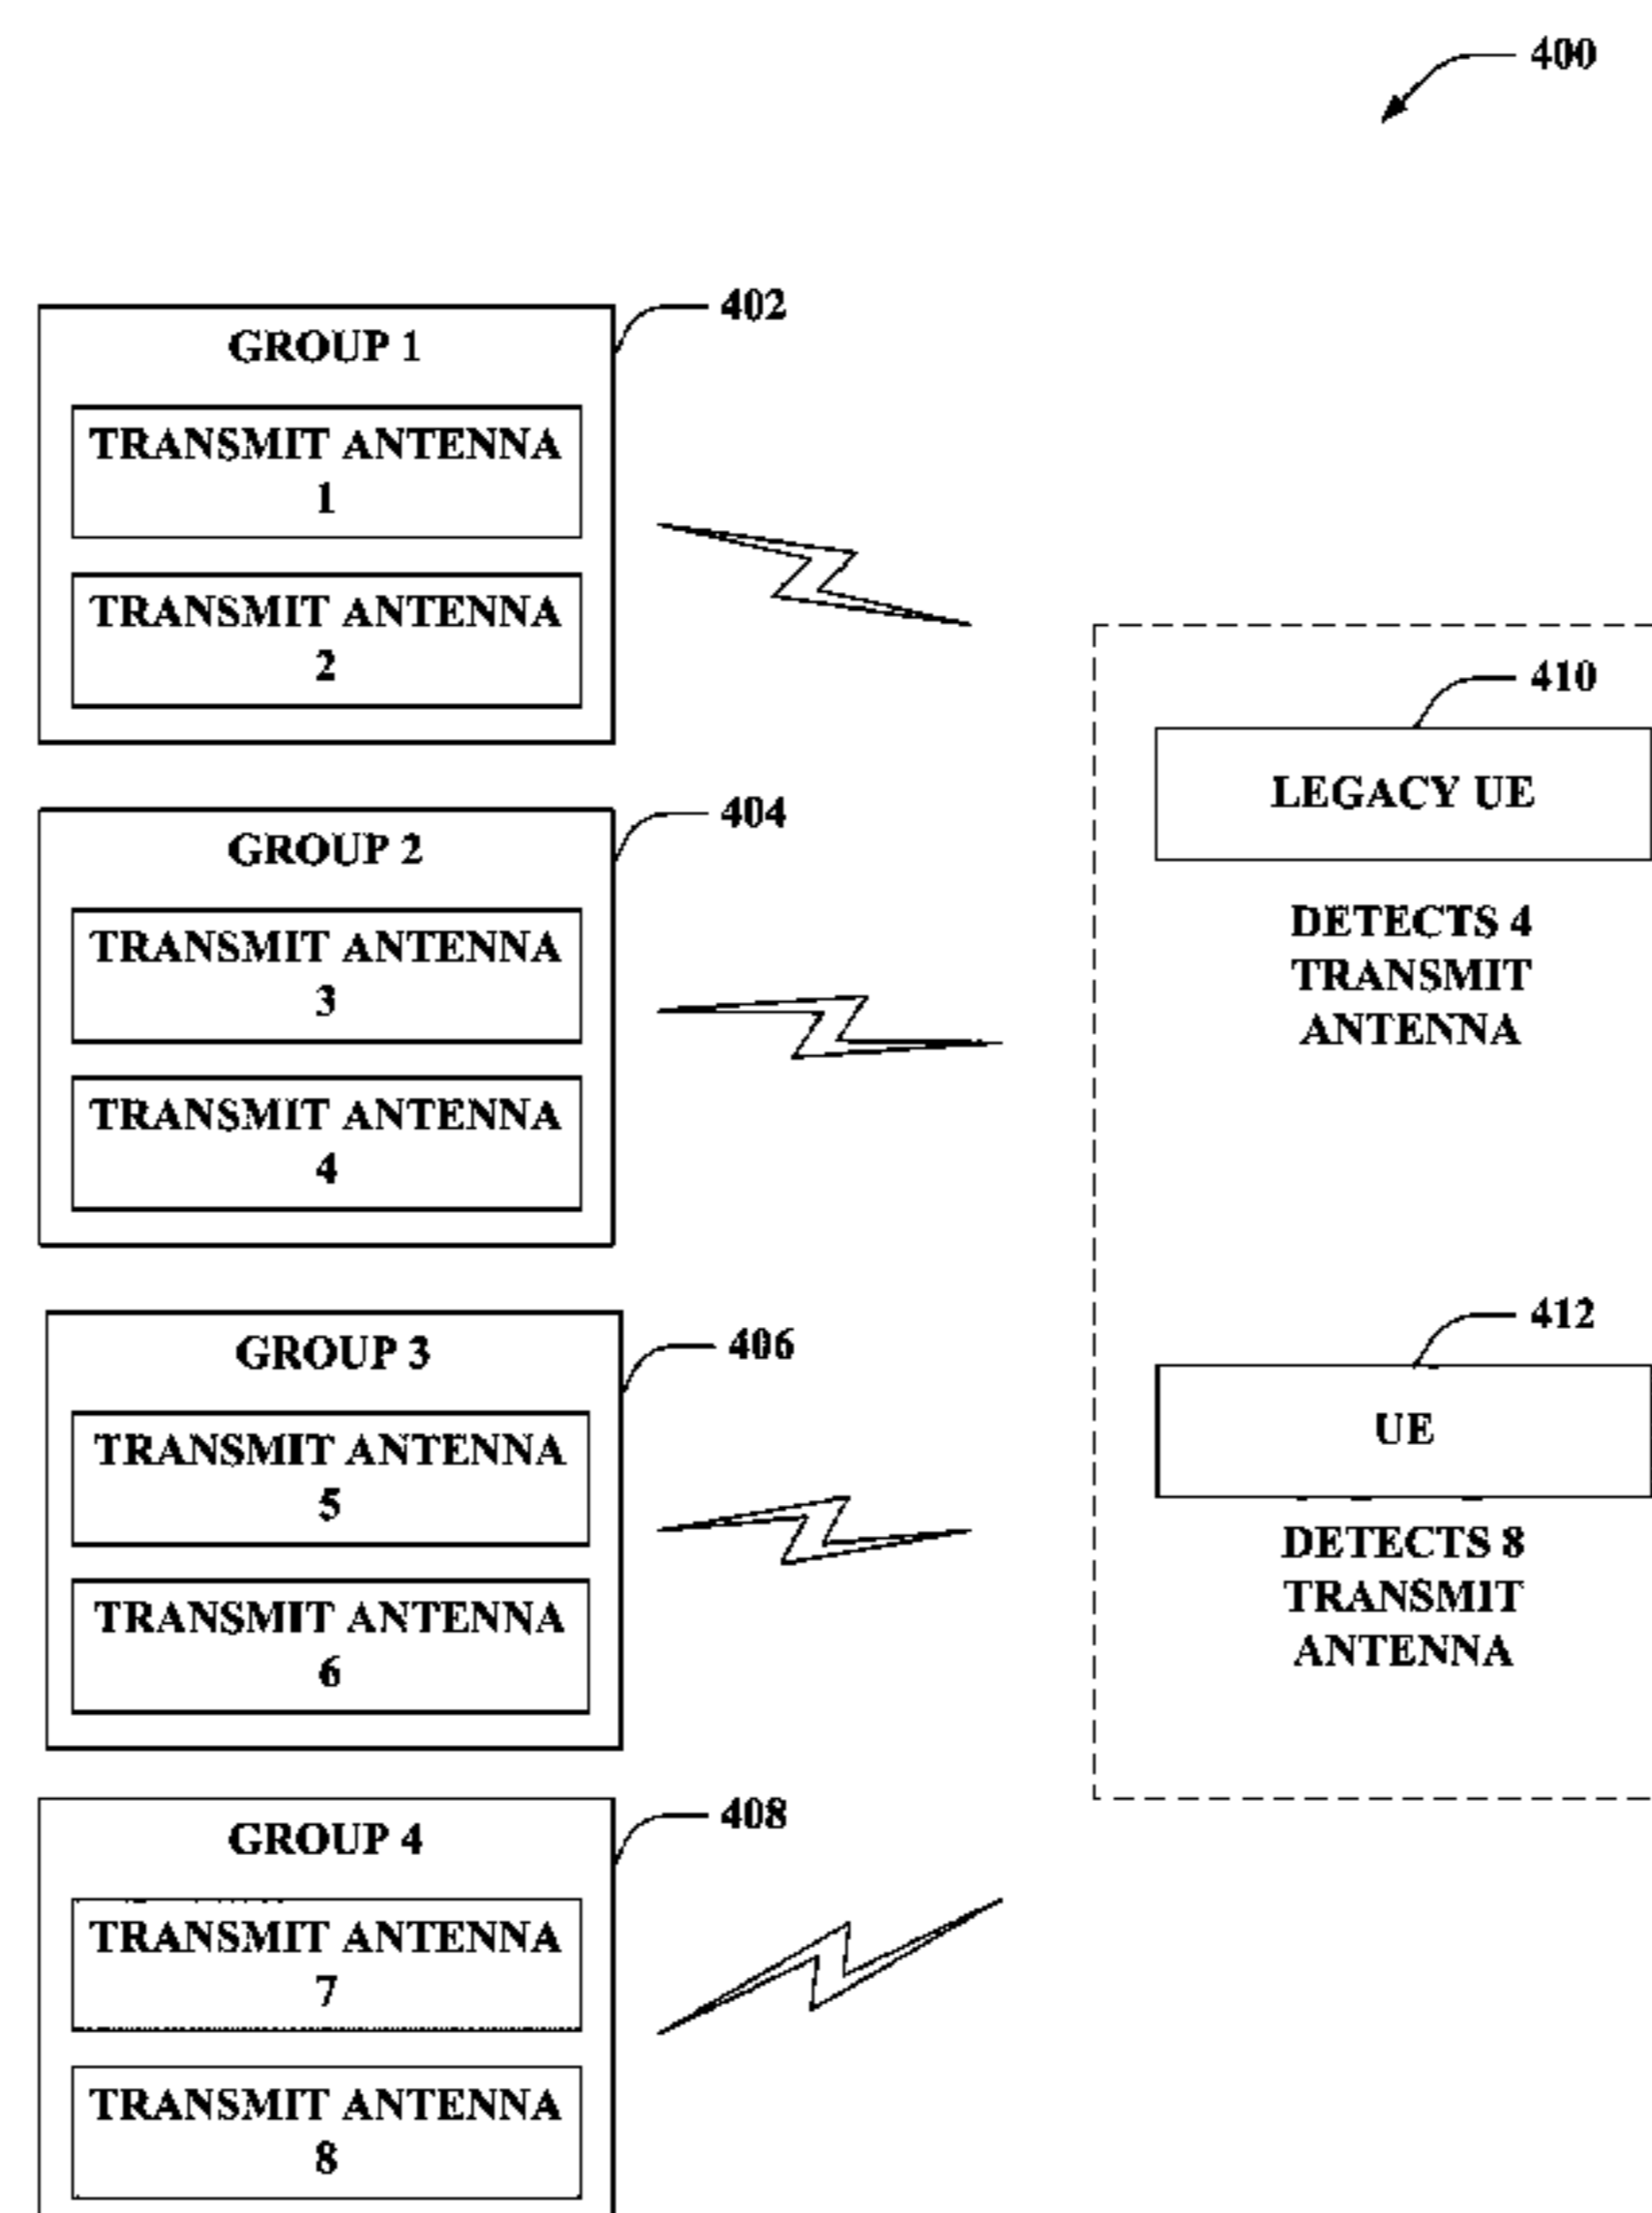 400
402
GROUP 1
TRANSMIT ANTENNA
1
TRANSMIT ANTENNA
2
404
GROUP 2
TRANSMIT ANTENNA
3
TRANSMIT ANTENNA
4
406
GROUP 3
TRANSMIT ANTENNA
5
TRANSMIT ANTENNA
6
408
GROUP 4
TRANSMIT ANTENNA
7
TRANSMIT ANTENNA
8
410
LEGACY UE
DETECTS 4
TRANSMIT
ANTENNA
412
UE
DETECTS 8
TRANSMIT
ANTENNA